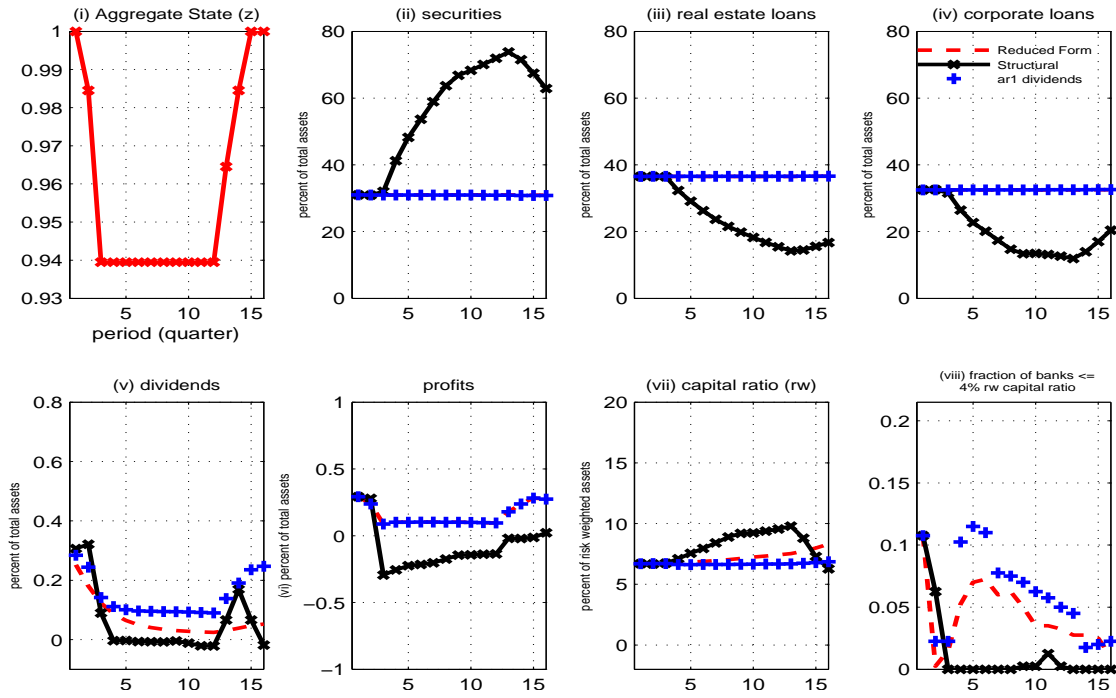 (i) Aggregate State (z)
1
0.99
0.98
0.97
0.96
0.95
0.94
0.93
5 10 15
period (quarter)
(ii) securities
percent of total assets
80
60
40
20
0
5 10 15
(iii) real estate loans
percent of total assets
80
60
40
20
0
5 10 15
(iv) corporate loans
percent of total assets
80
60
40
20
0
5 10 15
Reduced Form
Structural
ar1 dividends
(v) dividends
percent of total assets
0.8
0.6
0.4
0.2
0
5 10 15
profits
(vi) percent of total assets
1
0.5
0
−0.5
−1
5 10 15
(vii) capital ratio (rw)
percent of risk weighted assets
20
15
10
5
0
5 10 15
(viii) fraction of banks <=
4% rw capital ratio
0.2
0.15
0.1
0.05
0
5 10 15